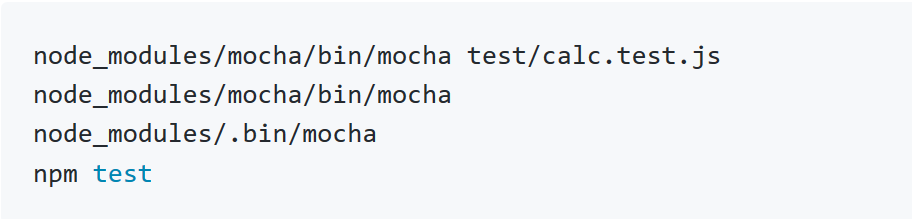 node_modules/mocha/bin/mocha test/calc.test.js
node_modules/mocha/bin/mocha
node_modules/.bin/mocha
npm test